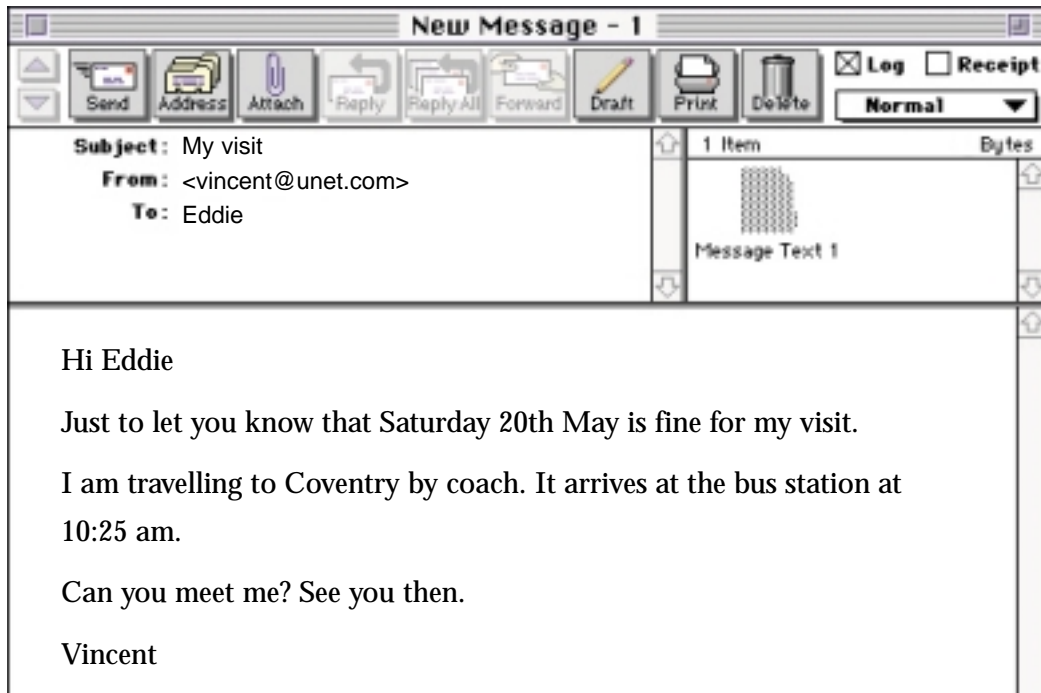 New Message - 1
Send Address Attach Reply Reply All Forward Draft Print Delete Log Receipt
Normal
Subject: My visit
From: <vincent@unet.com>
To: Eddie
1 Item Bytes
Message Text 1
Hi Eddie
Just to let you know that Saturday 20th May is fine for my visit.
I am travelling to Coventry by coach. It arrives at the bus station at
10:25 am.
Can you meet me? See you then.
Vincent